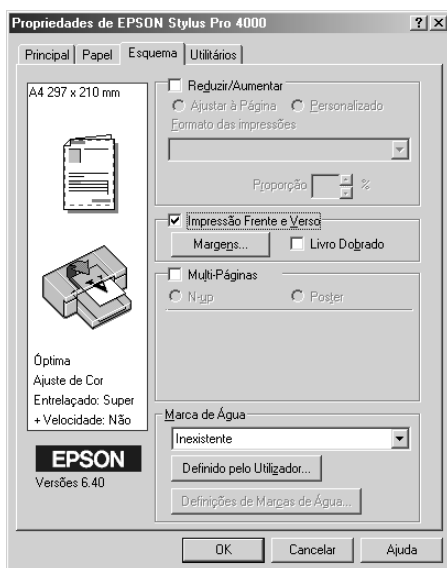 Propriedades de EPSON Stylus Pro 4000
Principal Papel Esquema Utilitários
A4 297 x 210 mm
Reduzir/Aumentar
Ajustar à Página Personalizado
Formato das impressões
Proporção %
Impressão Frente e Verso
Margens... Livro Dobrado
Multi-Páginas
N-up Poster
Óptima
Ajuste de Cor
Entrelaçado: Super
+ Velocidade: Não
EPSON
Versões 6.40
Marca de Água
Inexistente
Definido pelo Utilizador...
Definições de Marcas de Água...
OK Cancelar Ajuda